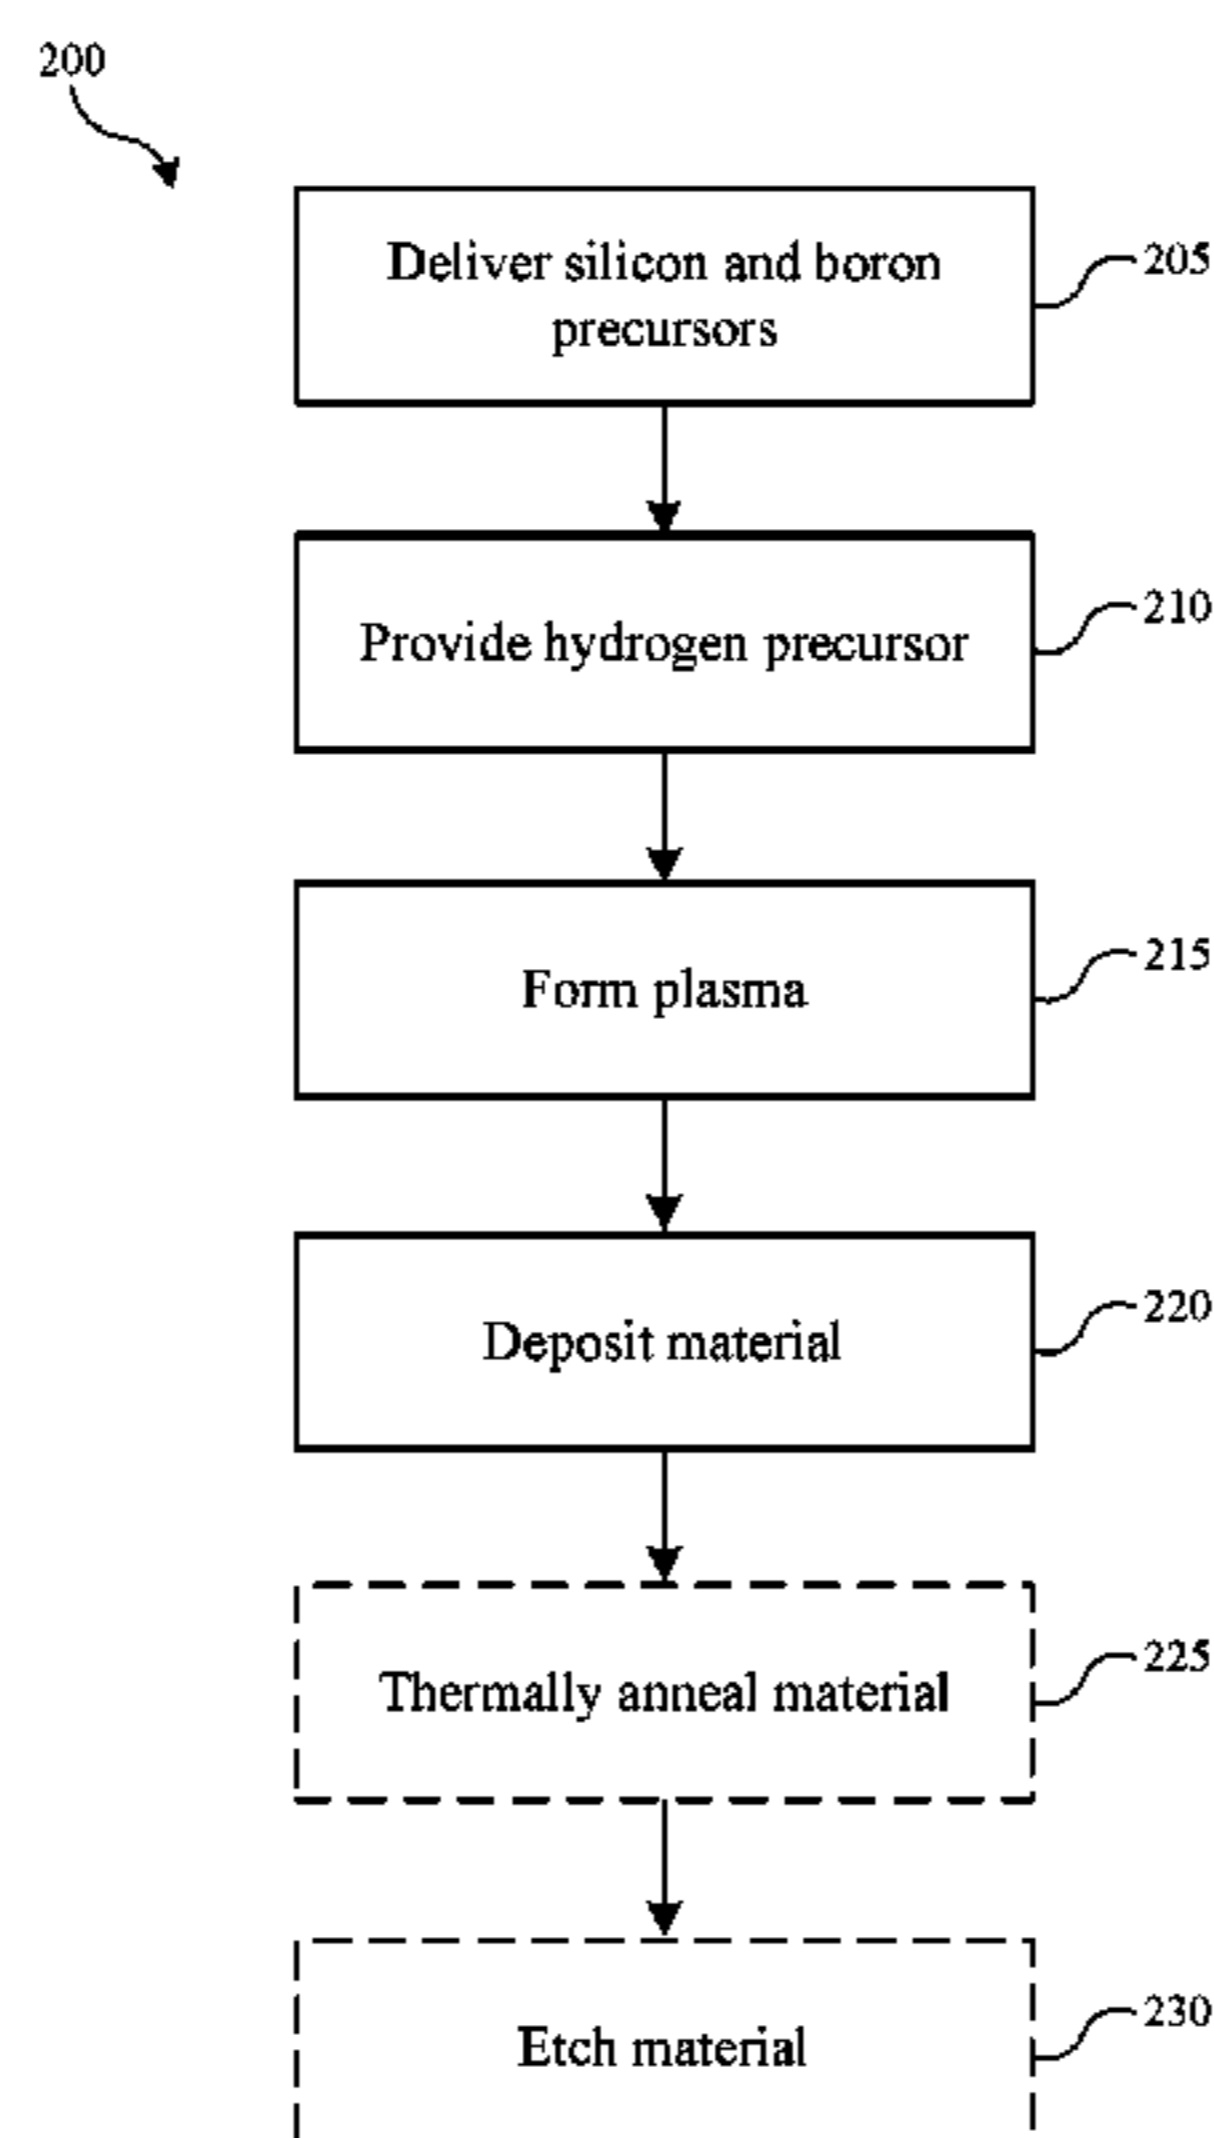 200
Deliver silicon and boron
precursors
205
Provide hydrogen precursor
210
Form plasma
215
Deposit material
220
Thermally anneal material
225
Etch material
230